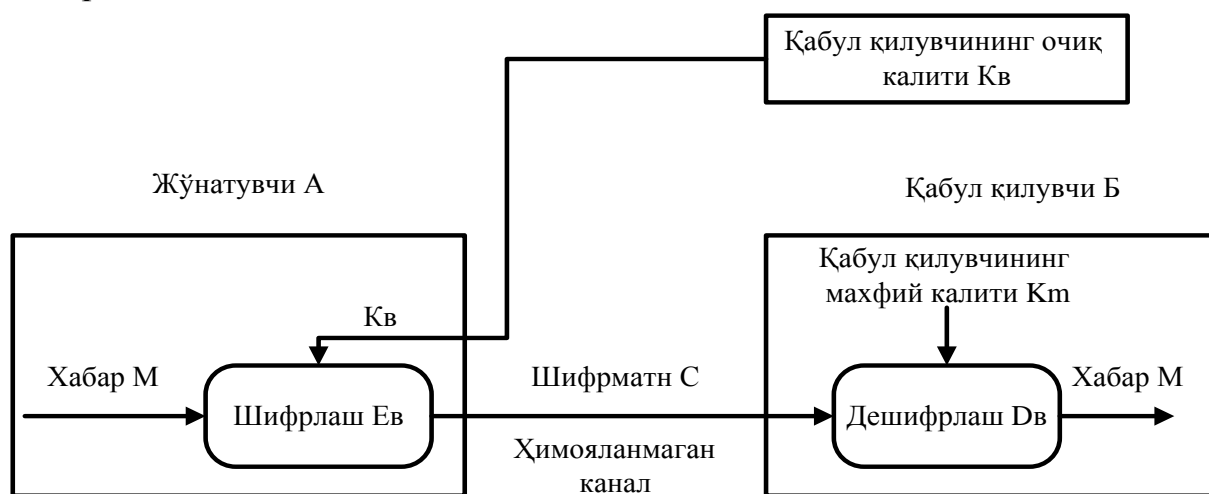 Қабул қилувчининг очиқ
калити Кв
Жўнатувчи А
Қабул қилувчи Б
Қабул қилувчининг
махфий калити Km
Кв
Хабар М
Шифрматн С
Хабар М
Шифрлаш Ев
Дешифрлаш Dв
Ҳимояланмаган
канал